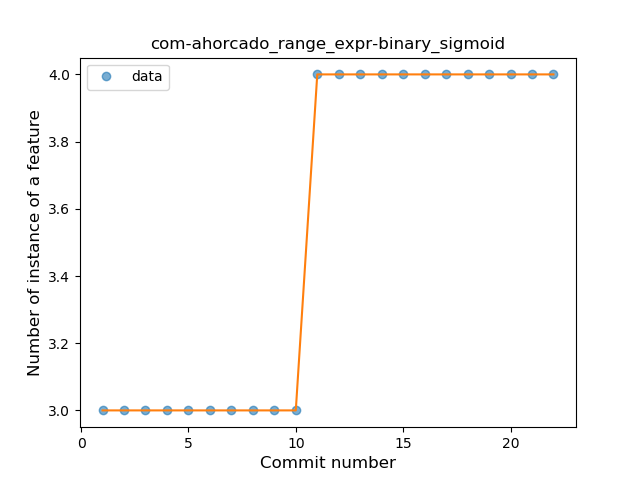 com-ahorcado_range_expr-binary_sigmoid
data
Number of instance of a feature
4.0
3.8
3.6
3.4
3.2
3.0
0 5 10 15 20
Commit number